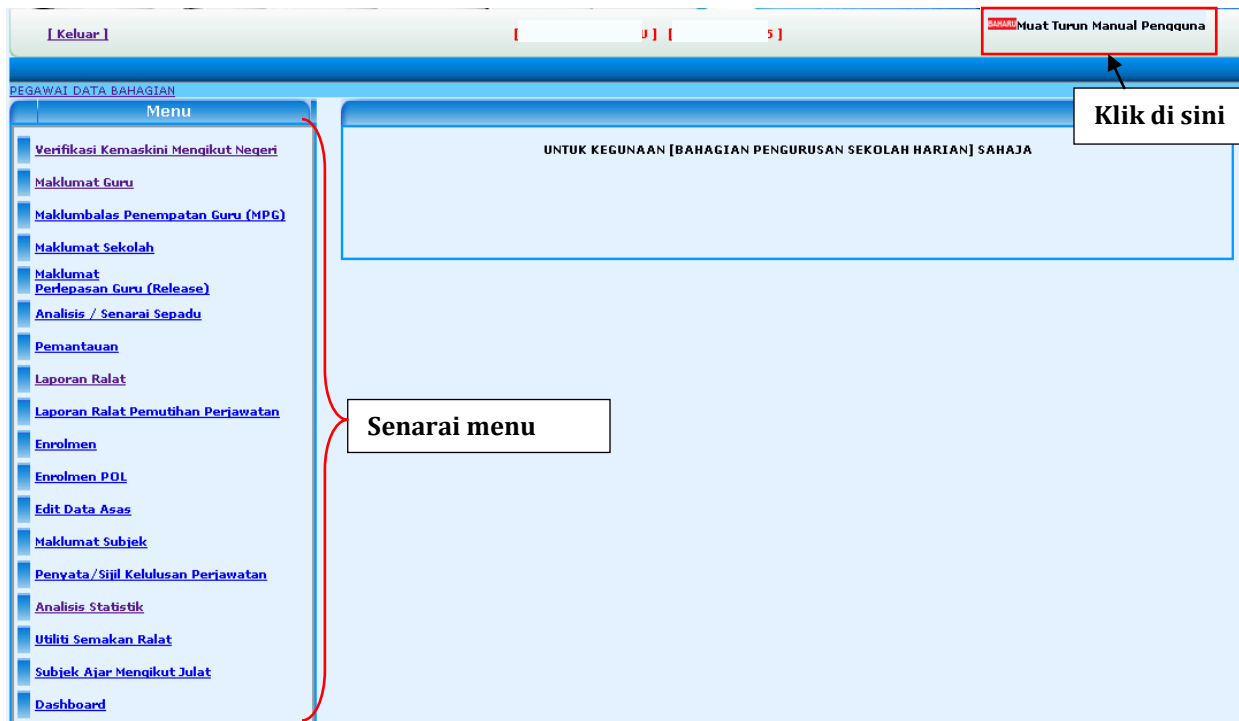 [ Keluar ]
[ U ] [ 5 ]
BAHARU Muat Turun Manual Pengguna
PEGAWAI DATA BAHAGIAN
Klik di sini
Menu
UNTUK KEGUNAAN [BAHAGIAN PENGURUSAN SEKOLAH HARIAN] SAHAJA
Verifikasi Kemaskini Mengikut Negeri
Maklumat Guru
Maklumbalas Penempatan Guru (MPG)
Maklumat Sekolah
Maklumat
Perlepasan Guru (Release)
Analisis / Senarai Sepadu
Pemantauan
Laporan Ralat
Laporan Ralat Pemutihan Perjawatan
Senarai menu
Enrolmen
Enrolmen POL
Edit Data Asas
Maklumat Subjek
Penyata/Sijil Kelulusan Perjawatan
Analisis Statistik
Utiliti Semakan Ralat
Subjek Ajar Mengikut Julat
Dashboard